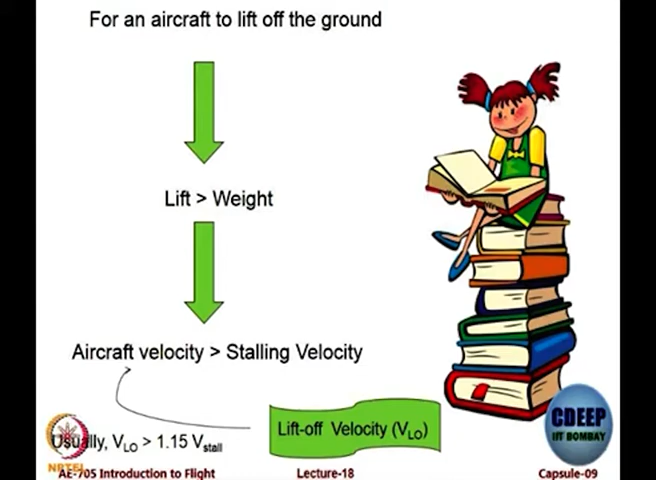 For an aircraft to lift off the ground
Lift > Weight
Aircraft velocity > Stalling Velocity
Lift-off Velocity (VLO)
Usually, VLO > 1.15 Vstall
CDEEP
IIT BOMBAY
NPTEL
AE-705 Introduction to Flight
Lecture-18
Capsule-09